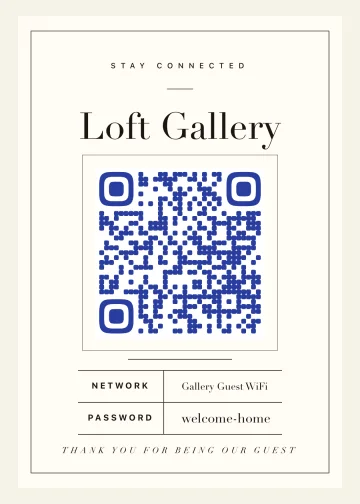 STAY CONNECTED
Loft Gallery
NETWORK Gallery Guest WiFi
PASSWORD welcome-home
THANK YOU FOR BEING OUR GUEST